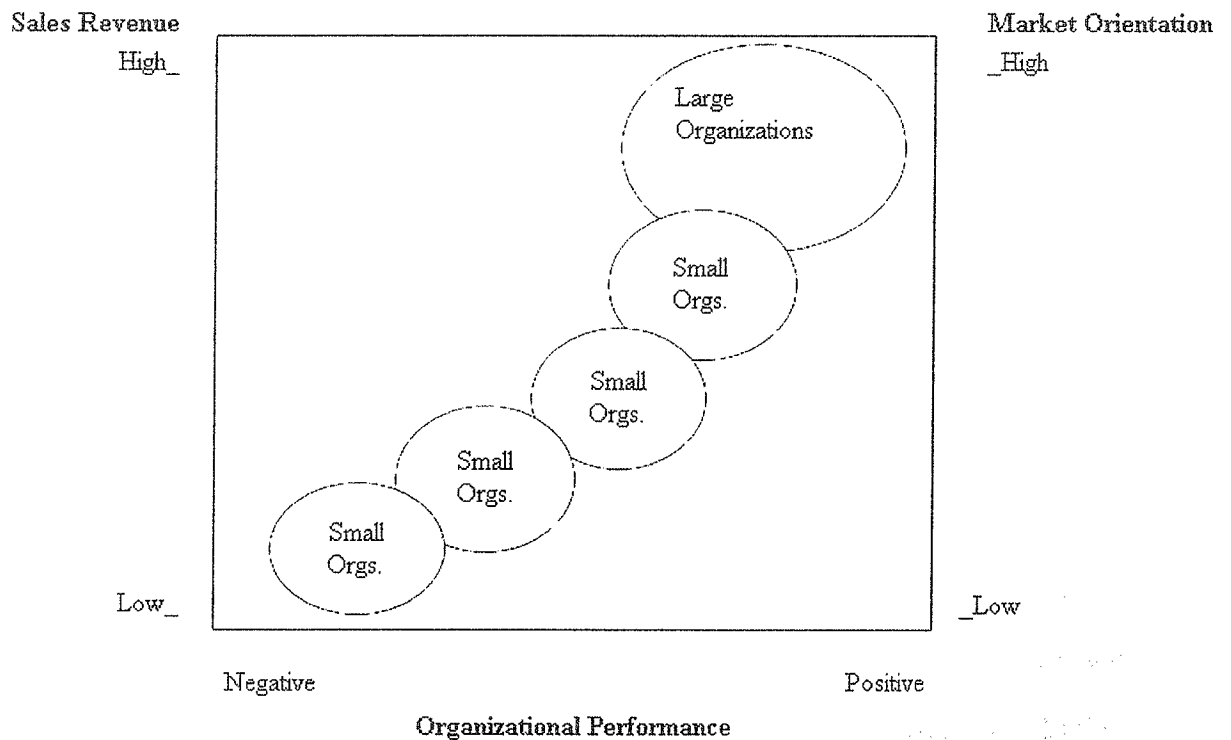 Sales Revenue
Market Orientation
High_
_High
Large
Organizations
Small
Orgs.
Small
Orgs.
Small
Orgs.
Small
Orgs.
Low_
_Low
Negative
Positive
Organizational Performance